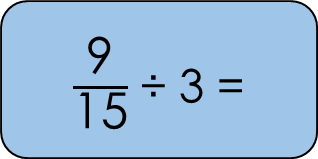 9/15 ÷ 3 =